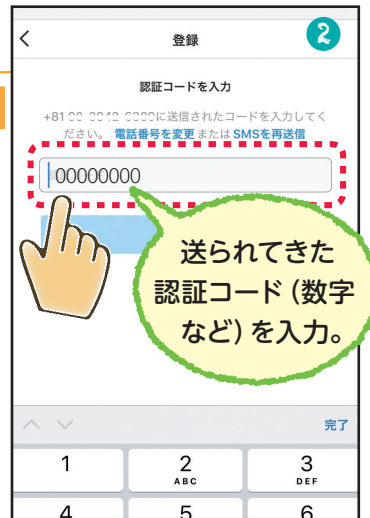 登録
2
認証コードを入力
に送信されたコードを入力してく
ださい。電話番号を変更 または SMSを再送信
00000000
送られてきた
認証コード（数字
など）を入力。
完了
1 2 3
ABC DEF
4 5 6